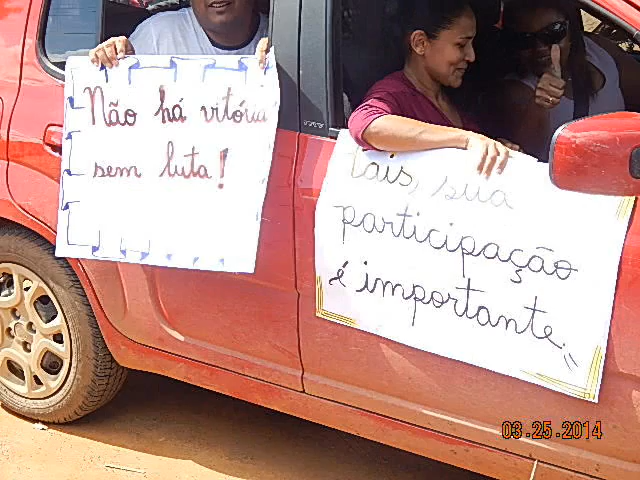 Não há vitória
sem luta!
tais, sua
participação
é importante
03.25.2014